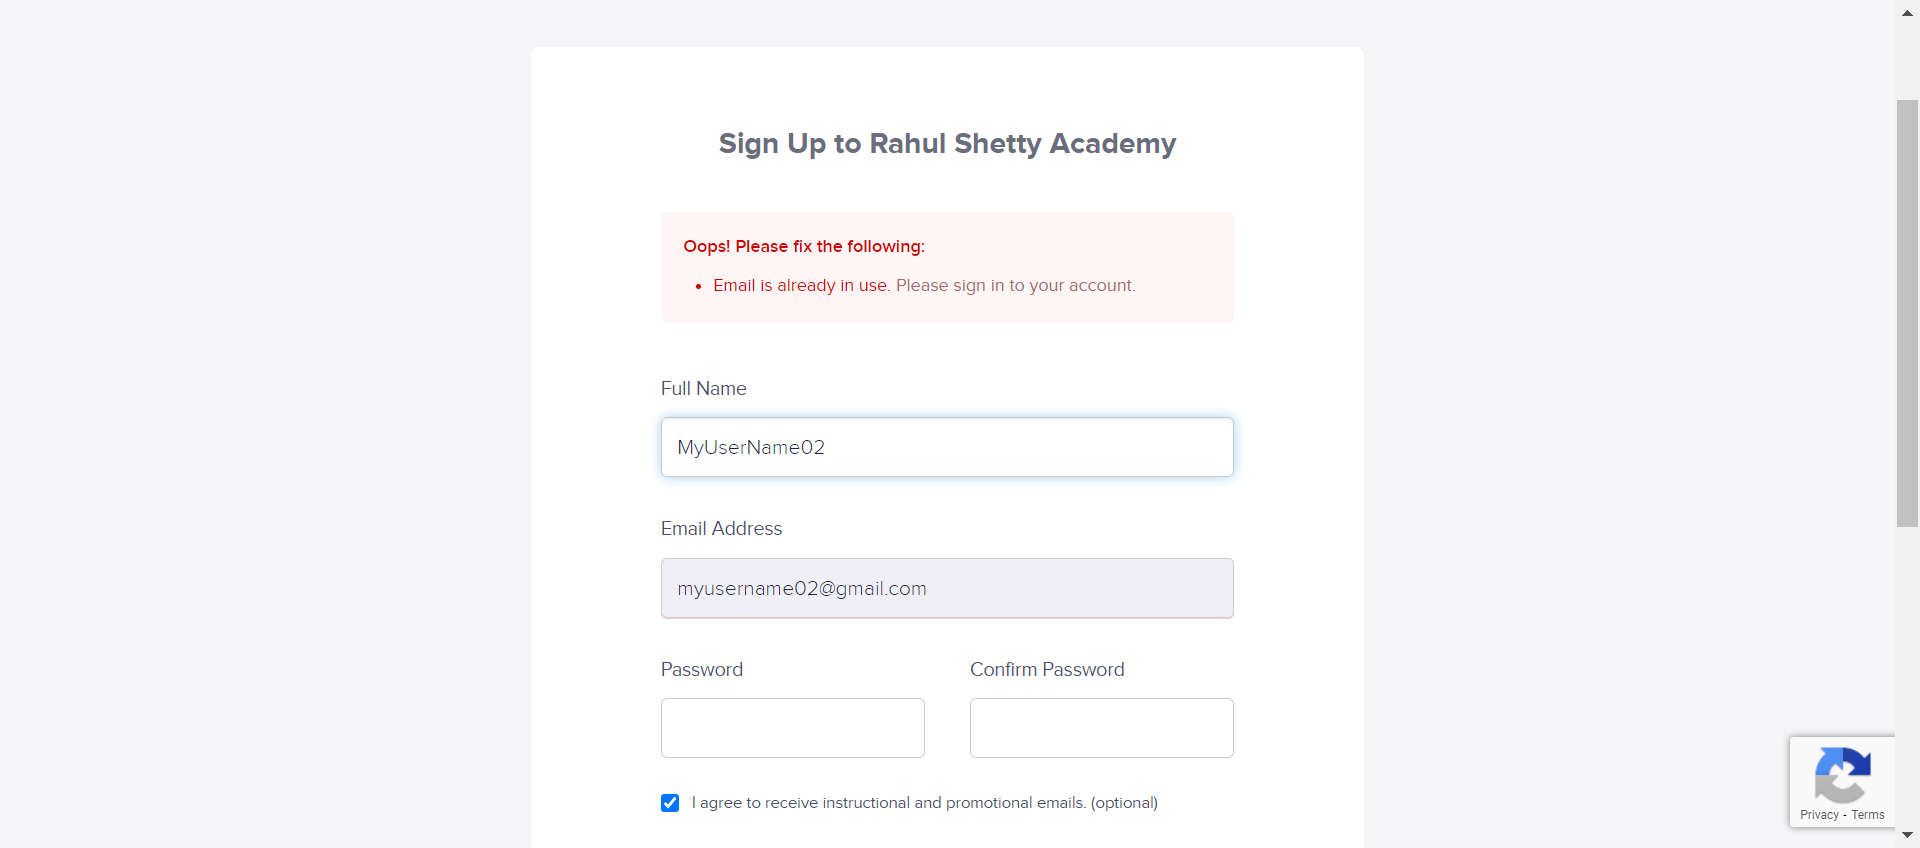 Sign Up to Rahul Shetty Academy
Oops! Please fix the following:
Email is already in use. Please sign in to your account.
Full Name
MyUserName02
Email Address
myusername02@gmail.com
Password Confirm Password
I agree to receive instructional and promotional emails. (optional)
Privacy - Terms